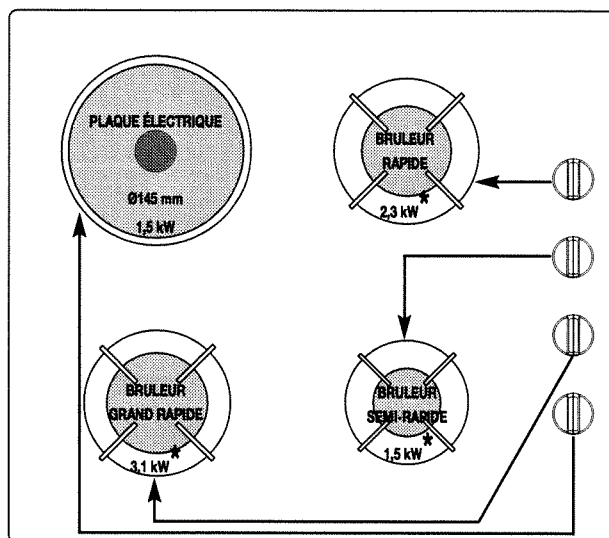 PLAQUE ÉLECTRIQUE
Ø145 mm
1,5 kW
BRULEUR
RAPIDE
2,3 kW *
BRULEUR
GRAND RAPIDE
3,1 kW *
BRULEUR
SEMI-RAPIDE
1,5 kW *